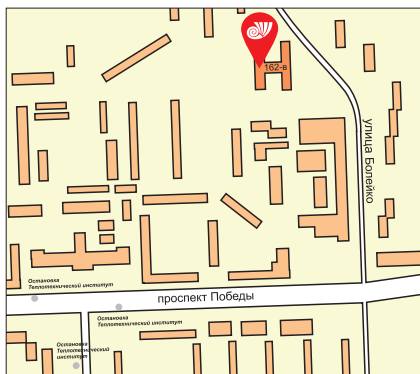 162-в
улица Болейко
Остановка
Теплотехнический институт
проспект Победы
Остановка
Теплотехнический институт
Остановка
Теплотехнический
институт